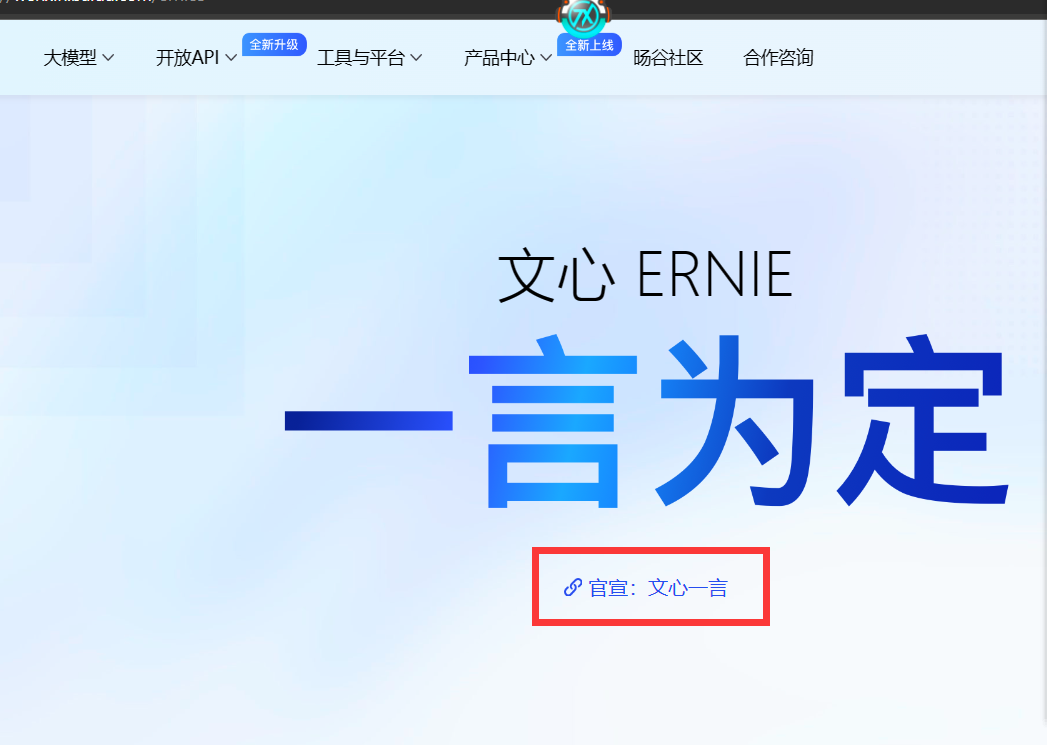 大模型 开放API 全新升级 工具与平台 产品中心 全新上线 旸谷社区 合作咨询
文心 ERNIE
一言为定
官宣：文心一言